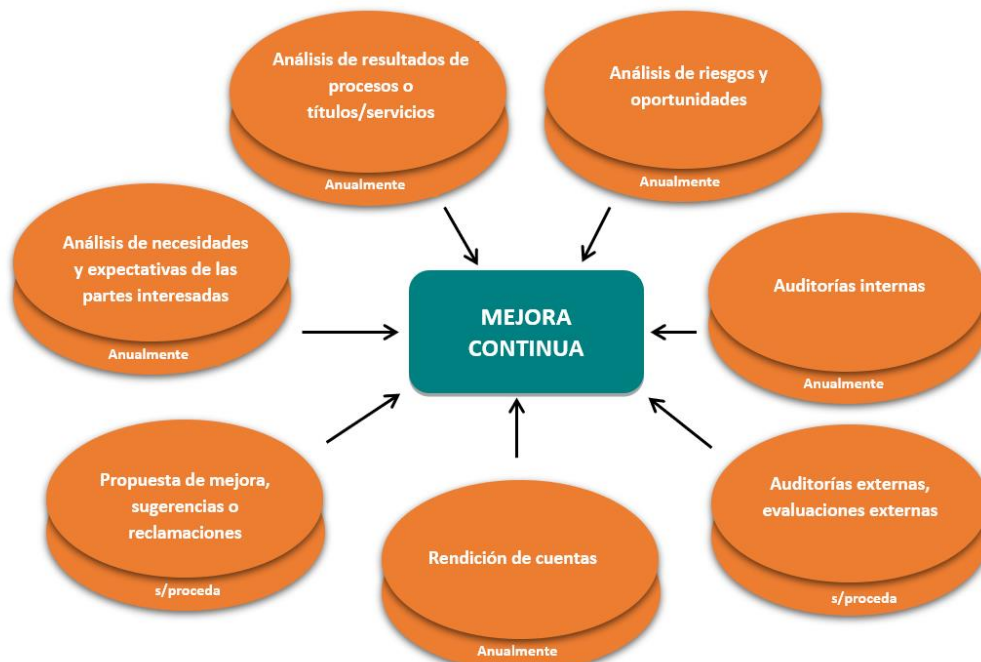 Análisis de resultados de
procesos o
títulos/servicios
Anualmente
Análisis de riesgos y
oportunidades
Anualmente
Análisis de necesidades
y expectativas de las
partes interesadas
Anualmente
MEJORA
CONTINUA
Auditorías internas
Anualmente
Propuesta de mejora,
sugerencias o
reclamaciones
s/proceda
Rendición de cuentas
Anualmente
Auditorías externas,
evaluaciones externas
s/proceda